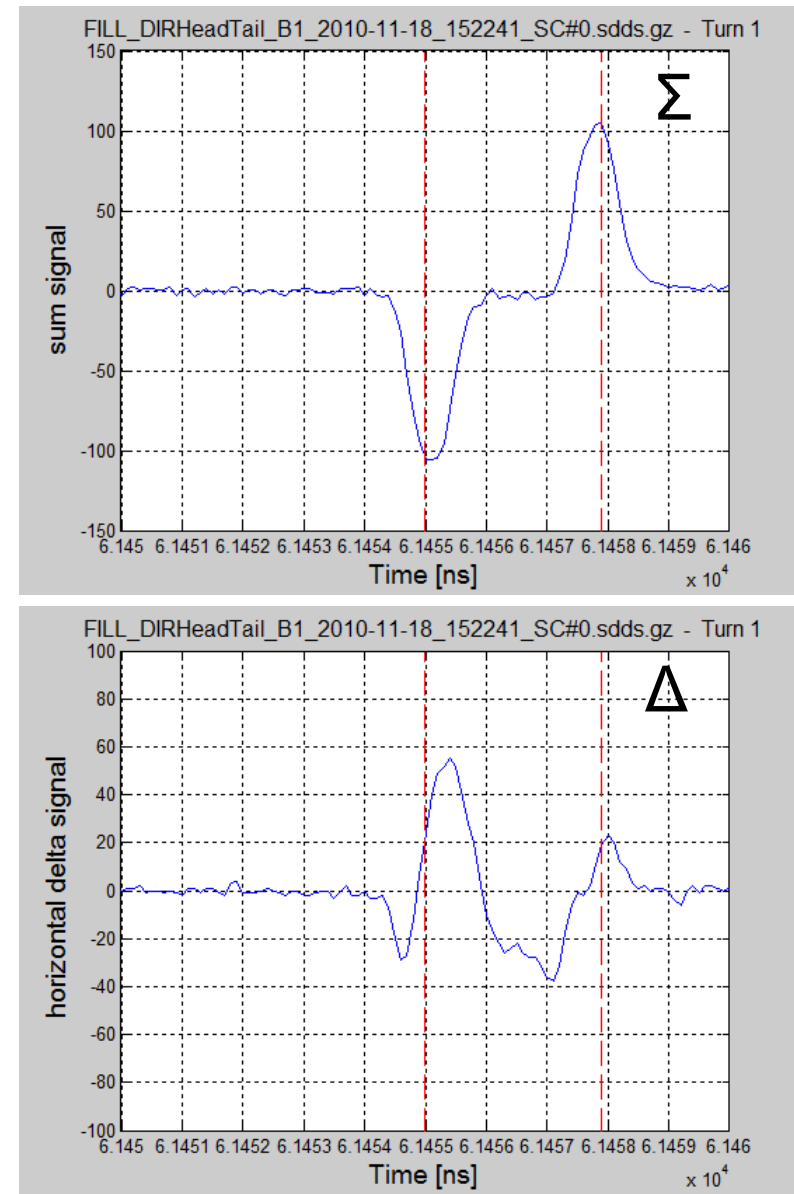 FILL_DIRHeadTail_B1_2010-11-18_152241_SC#0.sdds.gz - Turn 1
150
Σ
100
50
sum signal
0
-50
-100
-150
6.145 6.1451 6.1452 6.1453 6.1454 6.1455 6.1456 6.1457 6.1458 6.1459 6.146
Time [ns]
x 10^4
FILL_DIRHeadTail_B1_2010-11-18_152241_SC#0.sdds.gz - Turn 1
100
Δ
80
60
40
20
horizontal delta signal
0
-20
-40
-60
-80
-100
6.145 6.1451 6.1452 6.1453 6.1454 6.1455 6.1456 6.1457 6.1458 6.1459 6.146
Time [ns]
x 10^4